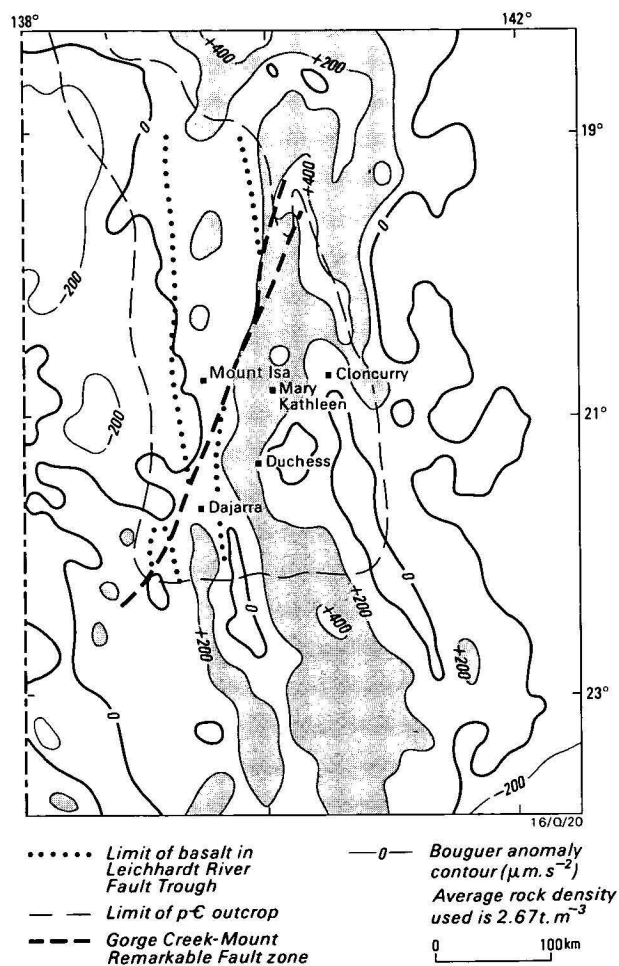 138°
142°
+400
+200
0
19°
+400
-200
0
0
Mount Isa
Cloncurry
Mary
Kathleen
-200
21°
Duchess
Dajarra
0
0
+200
+400
+200
+200
0
23°
-200
16/Q/20
Limit of basalt in
Leichhardt River
Fault Trough
Limit of p-Є outcrop
Gorge Creek-Mount
Remarkable Fault zone
0 Bouguer anomaly
contour (μm.s⁻²)
Average rock density
used is 2.67t.m⁻³
0 100km